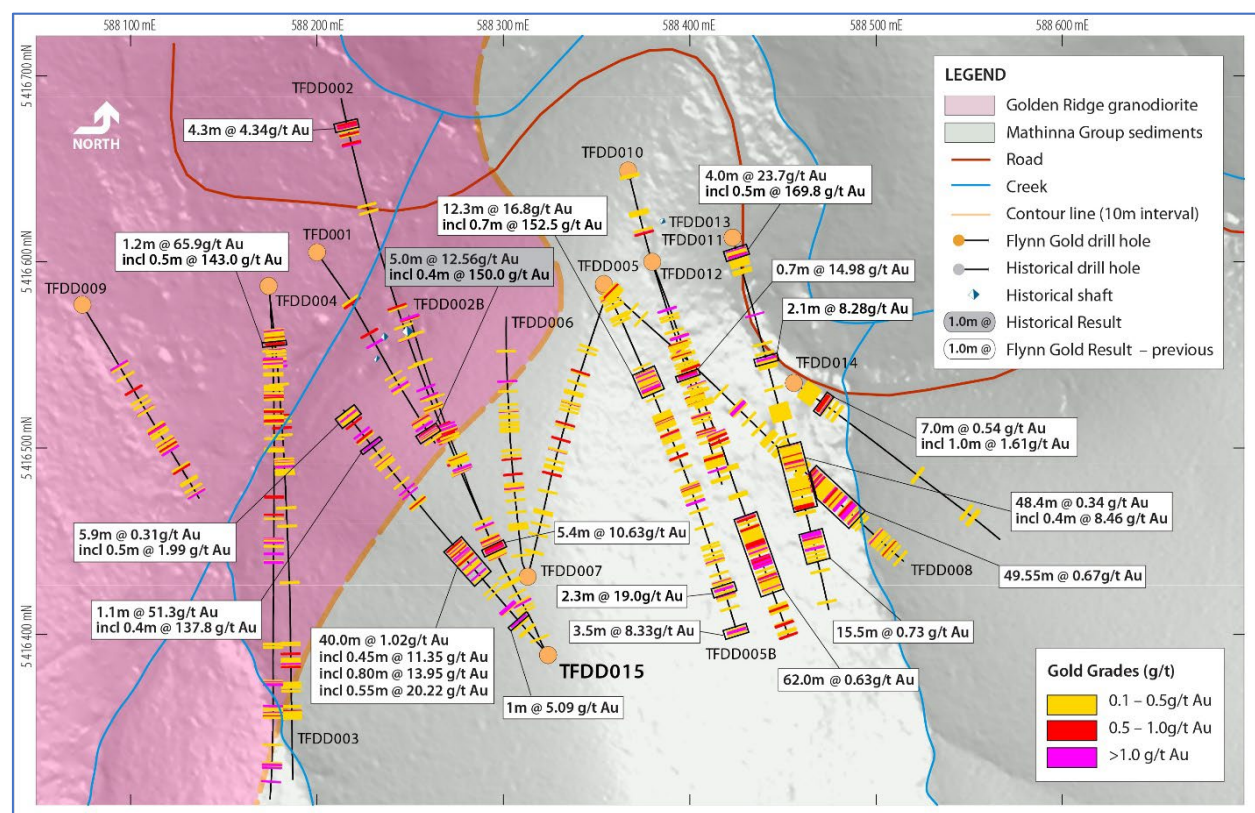 588 100 mE
588 200 mE
588 300 mE
588 400 mE
588 500 mE
588 600 mE
5 416 700 mN
5 416 600 mN
5 416 500 mN
5 416 400 mN
NORTH
TFDD002
4.3m @ 4.34g/t Au
TFDD010
4.0m @ 23.7g/t Au
incl 0.5m @ 169.8 g/t Au
12.3m @ 16.8g/t Au
incl 0.7m @ 152.5 g/t Au
TFDD013
TFDD011
1.2m @ 65.9g/t Au
incl 0.5m @ 143.0 g/t Au
TFD001
5.0m @ 12.56g/t Au
incl 0.4m @ 150.0 g/t Au
TFDD005
TFDD012
0.7m @ 14.98 g/t Au
TFDD009
TFDD004
TFDD002B
TFDD006
2.1m @ 8.28g/t Au
TFDD014
7.0m @ 0.54 g/t Au
incl 1.0m @ 1.61g/t Au
48.4m @ 0.34 g/t Au
incl 0.4m @ 8.46 g/t Au
5.9m @ 0.31g/t Au
incl 0.5m @ 1.99 g/t Au
5.4m @ 10.63g/t Au
TFDD007
TFDD008
49.55m @ 0.67g/t Au
1.1m @ 51.3g/t Au
incl 0.4m @ 137.8 g/t Au
2.3m @ 19.0g/t Au
3.5m @ 8.33g/t Au
15.5m @ 0.73 g/t Au
40.0m @ 1.02g/t Au
incl 0.45m @ 11.35 g/t Au
incl 0.80m @ 13.95 g/t Au
incl 0.55m @ 20.22 g/t Au
TFDD005B
TFDD015
62.0m @ 0.63g/t Au
1m @ 5.09 g/t Au
TFDD003
LEGEND
Golden Ridge granodiorite
Mathinna Group sediments
Road
Creek
Contour line (10m interval)
Flynn Gold drill hole
Historical drill hole
Historical shaft
1.0m @ Historical Result
1.0m @ Flynn Gold Result – previous
Gold Grades (g/t)
0.1 – 0.5g/t Au
0.5 – 1.0g/t Au
>1.0 g/t Au